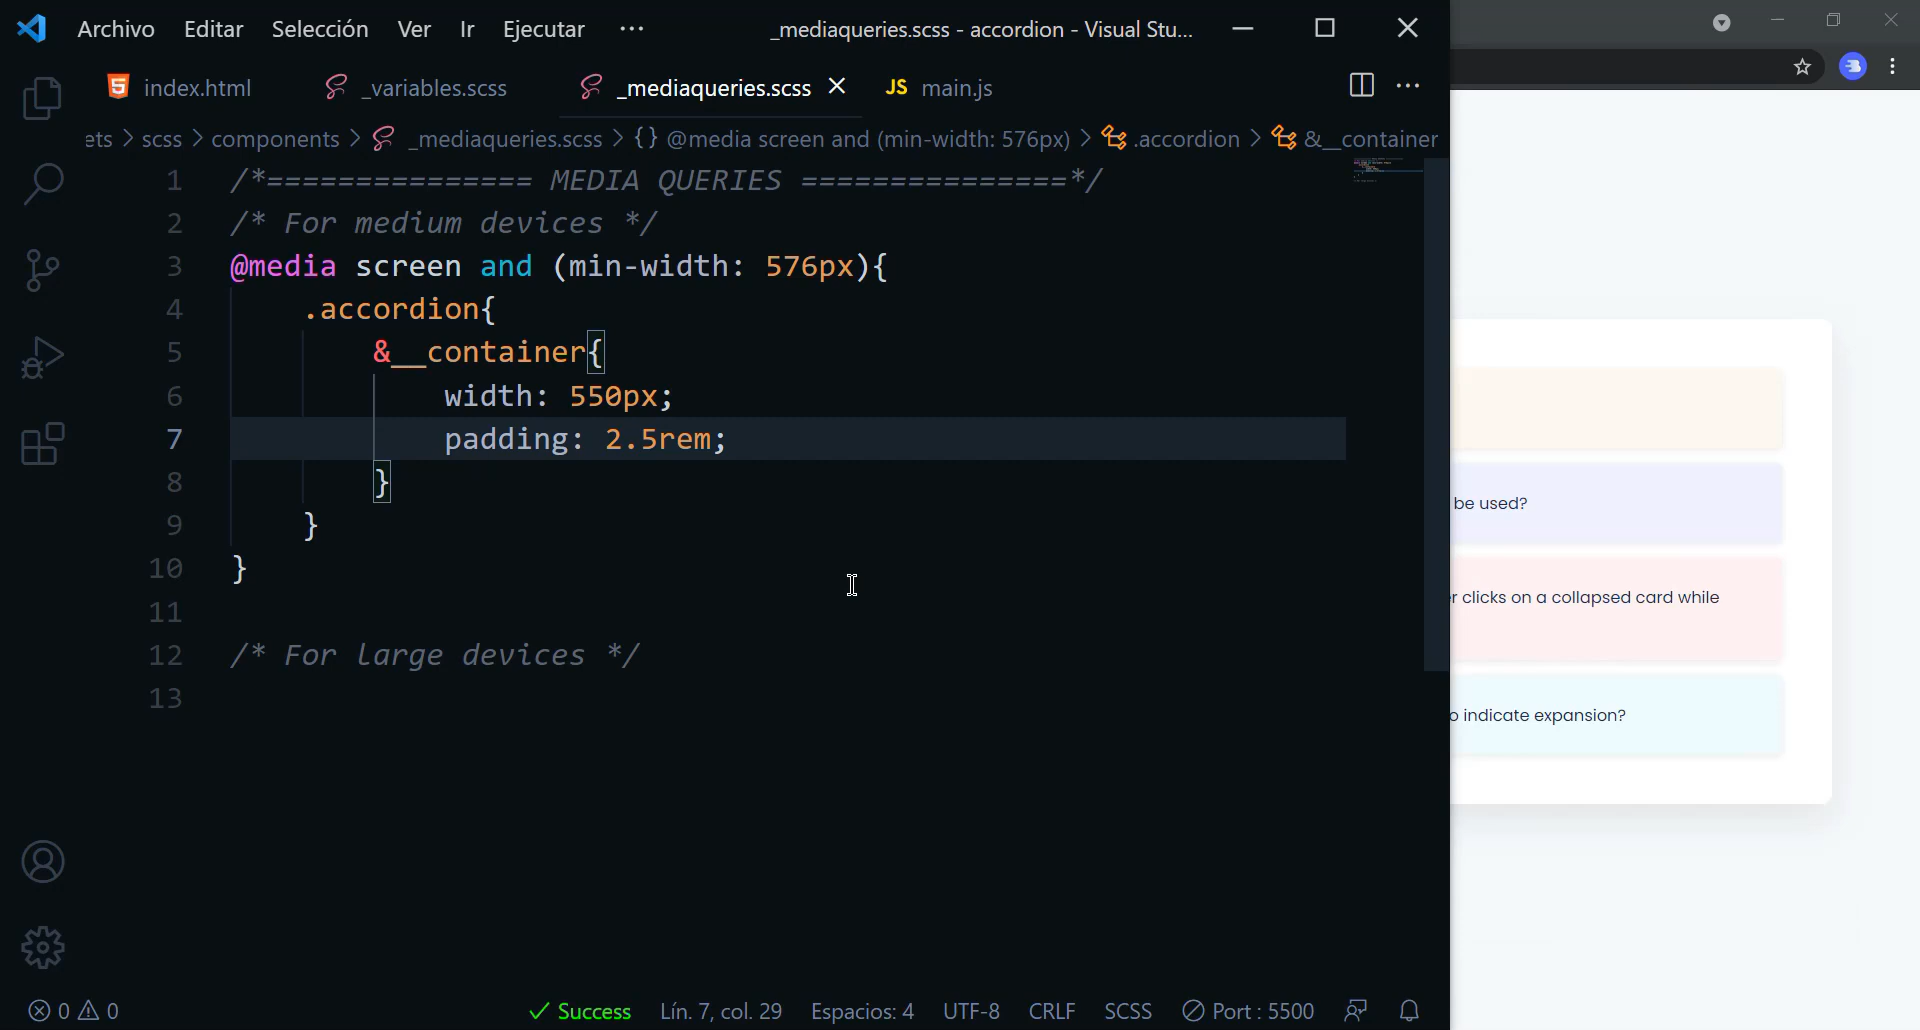 Archivo Editar Selección Ver Ir Ejecutar ··· _mediaqueries.scss - accordion - Visual Stu...
index.html _variables.scss _mediaqueries.scss JS main.js
ets > scss > components > _mediaqueries.scss > {} @media screen and (min-width: 576px) > .accordion > &__container
1 /*=============== MEDIA QUERIES ===============*/
2 /* For medium devices */
3 @media screen and (min-width: 576px){
4 .accordion{
5 &__container{
6 width: 550px;
7 padding: 2.5rem;
8 }
9 }
10 }
11
12 /* For large devices */
13
be used?
r clicks on a collapsed card while
o indicate expansion?
0 0 Success Lín. 7, col. 29 Espacios: 4 UTF-8 CRLF SCSS Port : 5500